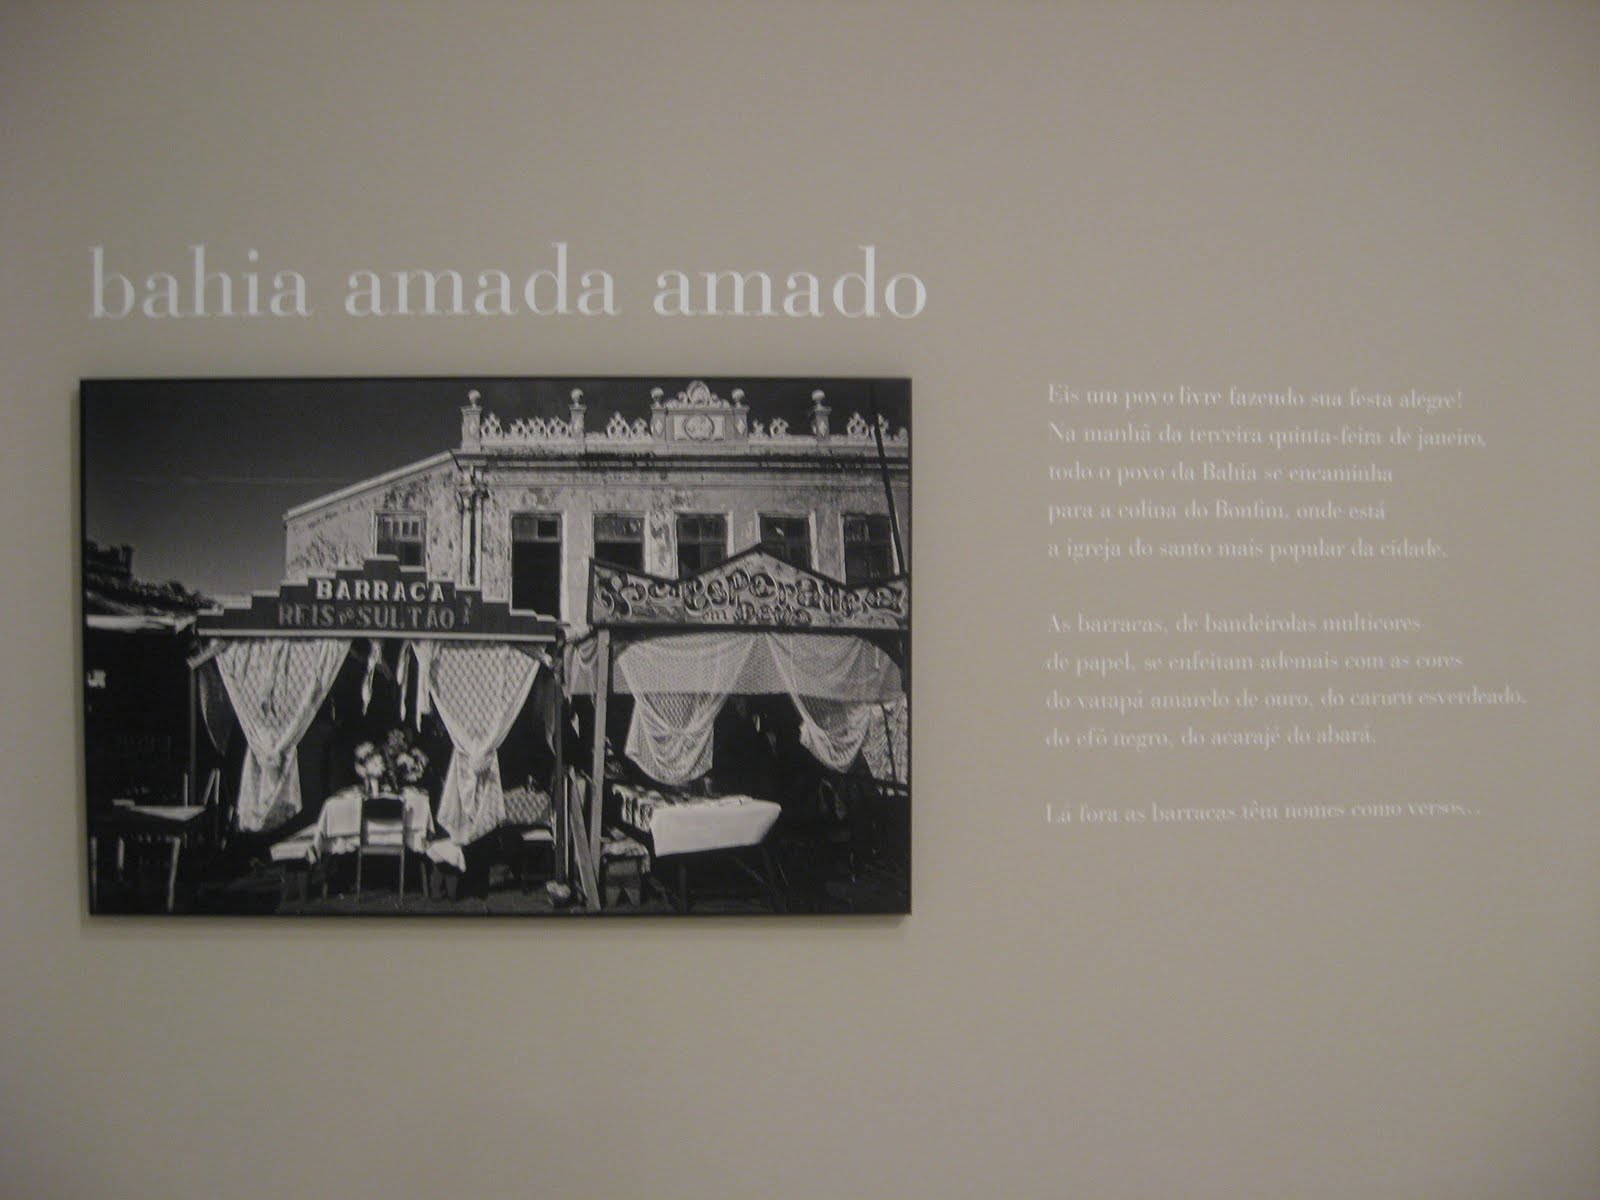 bahia amada amado
BARRACA
REIS DO SULTÃO
Eis um povo livre fazendo sua festa alegre!
Na manhã da terceira quinta-feira de janeiro,
todo o povo da Bahia se encaminha
para a colina do Bonfim, onde está
a igreja do santo mais popular da cidade.
As barracas, de bandeirolas multicores
de papel, se enfeitam ademais com as cores
do vatapá amarelo de ouro, do caruru esverdeado,
do efó negro, do acarajé do abará.
Lá fora as barracas têm nomes como versos...